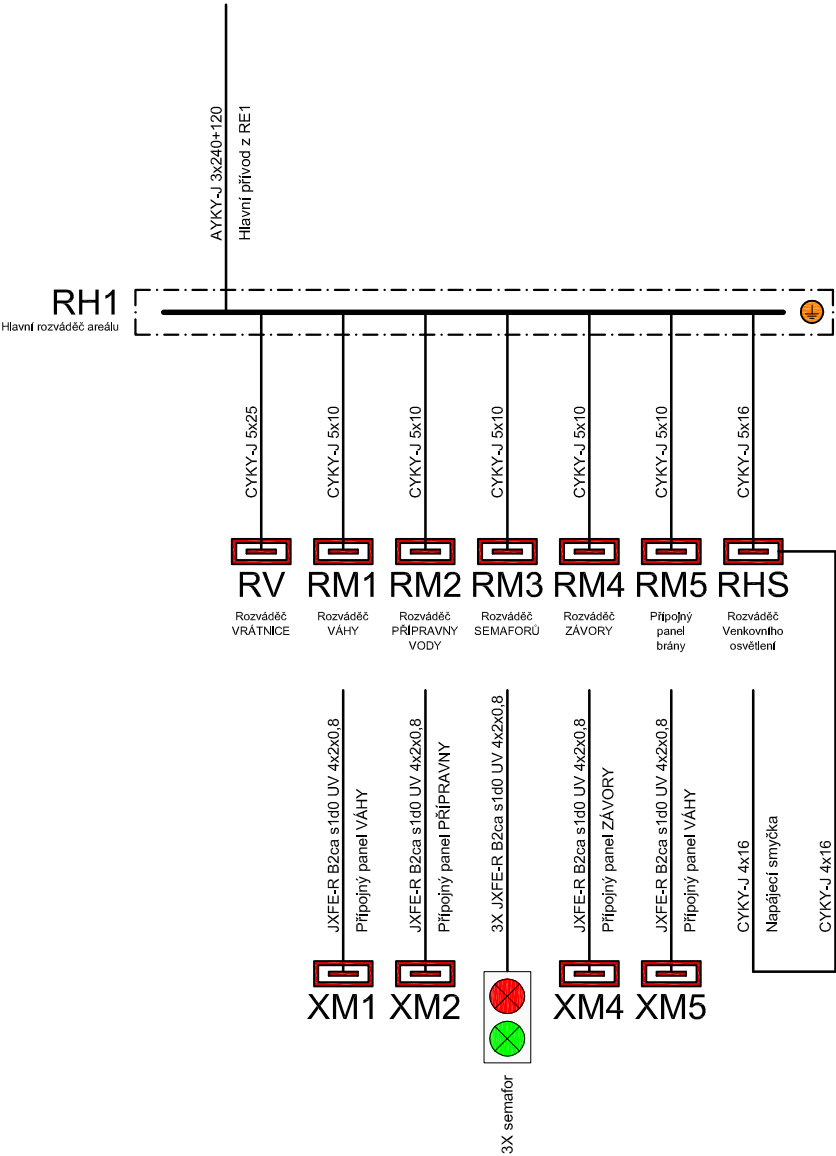 AYKY-J 3x240+120
Hlavní přívod z RE1
RH1
Hlavní rozváděč areálu
CYKY-J 5x25
CYKY-J 5x10
CYKY-J 5x10
CYKY-J 5x10
CYKY-J 5x10
CYKY-J 5x10
CYKY-J 5x16
RV
Rozváděč
VRÁTNICE
RM1
Rozváděč
VÁHY
RM2
Rozváděč
PŘÍPRAVNY
VODY
RM3
Rozváděč
SEMAFORŮ
RM4
Rozváděč
ZÁVORY
RM5
Přípojný
panel
brány
RHS
Rozváděč
Venkovního
osvětlení
JXFE-R B2ca s1d0 UV 4x2x0,8
Přípojný panel VÁHY
JXFE-R B2ca s1d0 UV 4x2x0,8
Přípojný panel PŘÍPRAVNY
3X JXFE-R B2ca s1d0 UV 4x2x0,8
JXFE-R B2ca s1d0 UV 4x2x0,8
Přípojný panel ZÁVORY
JXFE-R B2ca s1d0 UV 4x2x0,8
Přípojný panel VÁHY
CYKY-J 4x16
Napájecí smyčka
CYKY-J 4x16
XM1
XM2
XM4
XM5
3X semafor